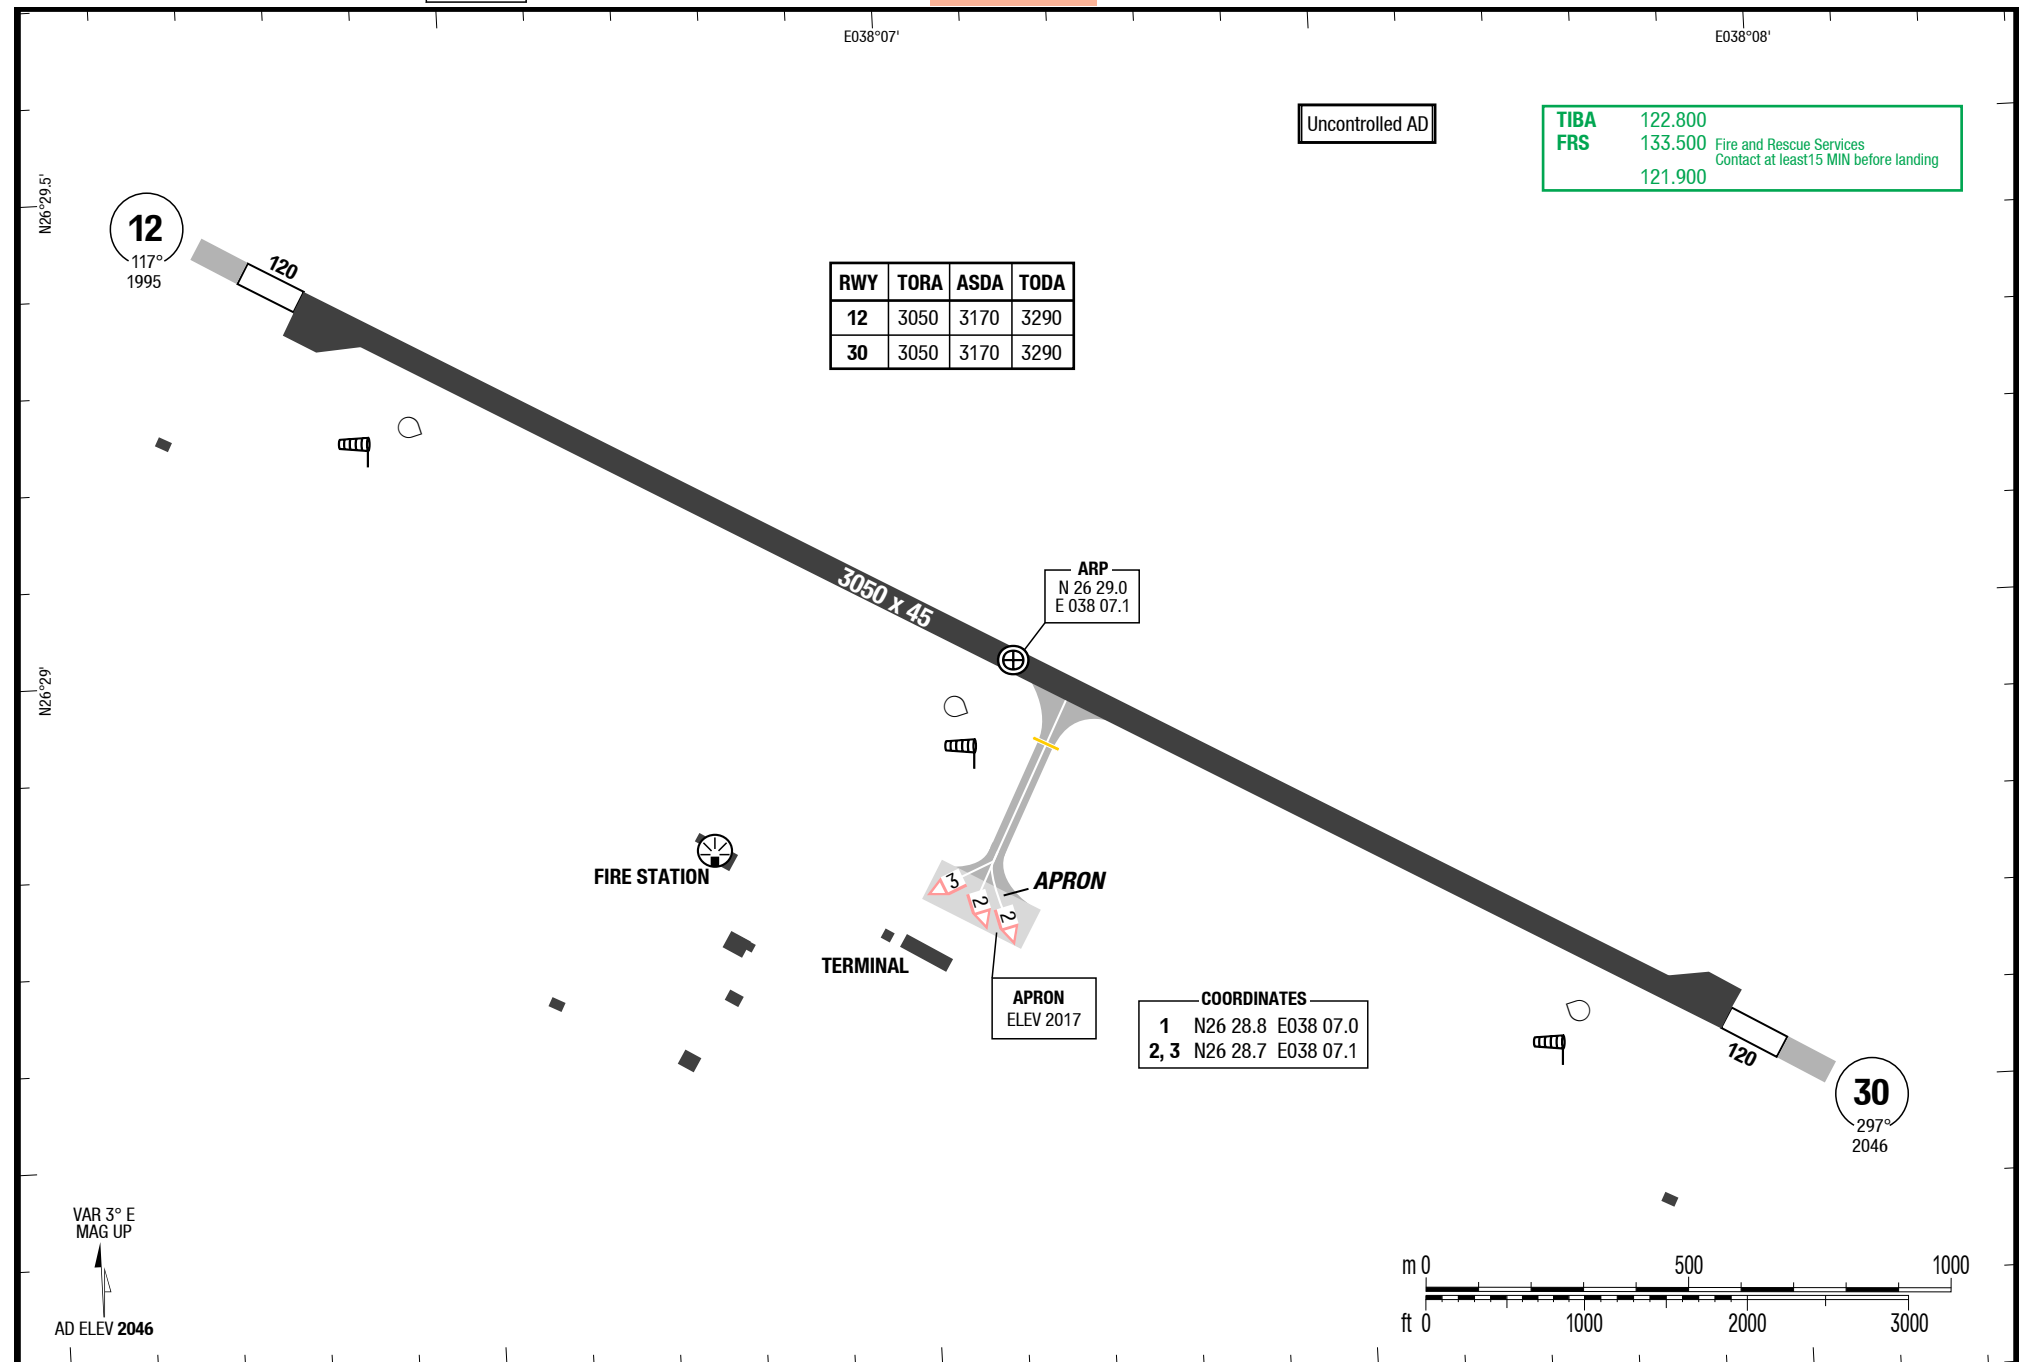 E038°07'
E038°08'
Uncontrolled AD
TIBA 122.800
FRS 133.500 Fire and Rescue Services
Contact at least15 MIN before landing
121.900
N26°29.5'
12
117°
1995
120
RWY TORA ASDA TODA
12 3050 3170 3290
30 3050 3170 3290
3050 x 45
ARP
N 26 29.0
E 038 07.1
N26°29'
FIRE STATION
APRON
3
2
2
TERMINAL
APRON
ELEV 2017
COORDINATES
1 N26 28.8 E038 07.0
2, 3 N26 28.7 E038 07.1
120
30
297°
2046
VAR 3° E
MAG UP
AD ELEV 2046
m 0 500 1000
ft 0 1000 2000 3000